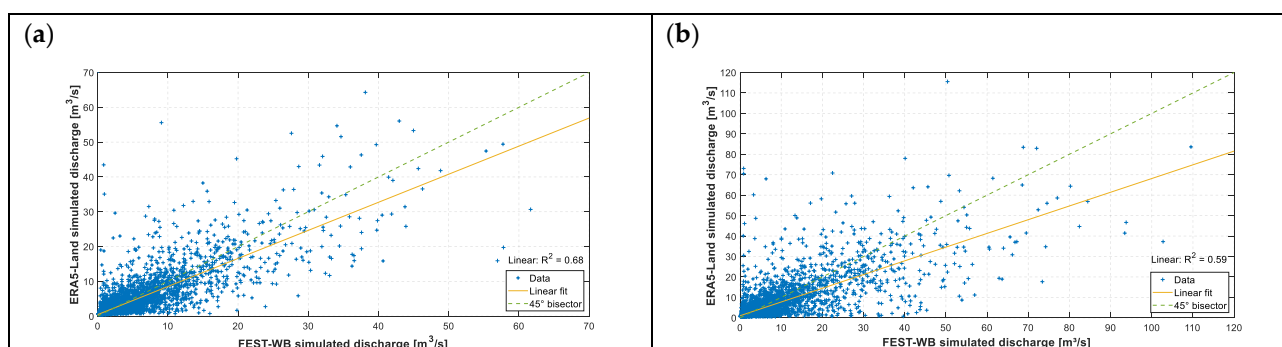 (a)
70
60
50
40
30
20
10
0
ERA5-Land simulated discharge [m³/s]
0 10 20 30 40 50 60 70
FEST-WB simulated discharge [m³/s]
Linear: R² = 0.68
Data
Linear fit
45° bisector
(b)
120
110
100
90
80
70
60
50
40
30
20
10
0
ERA5-Land simulated discharge [m³/s]
0 10 20 30 40 50 60 70 80 90 100 110 120
FEST-WB simulated discharge [m³/s]
Linear: R² = 0.59
Data
Linear fit
45° bisector